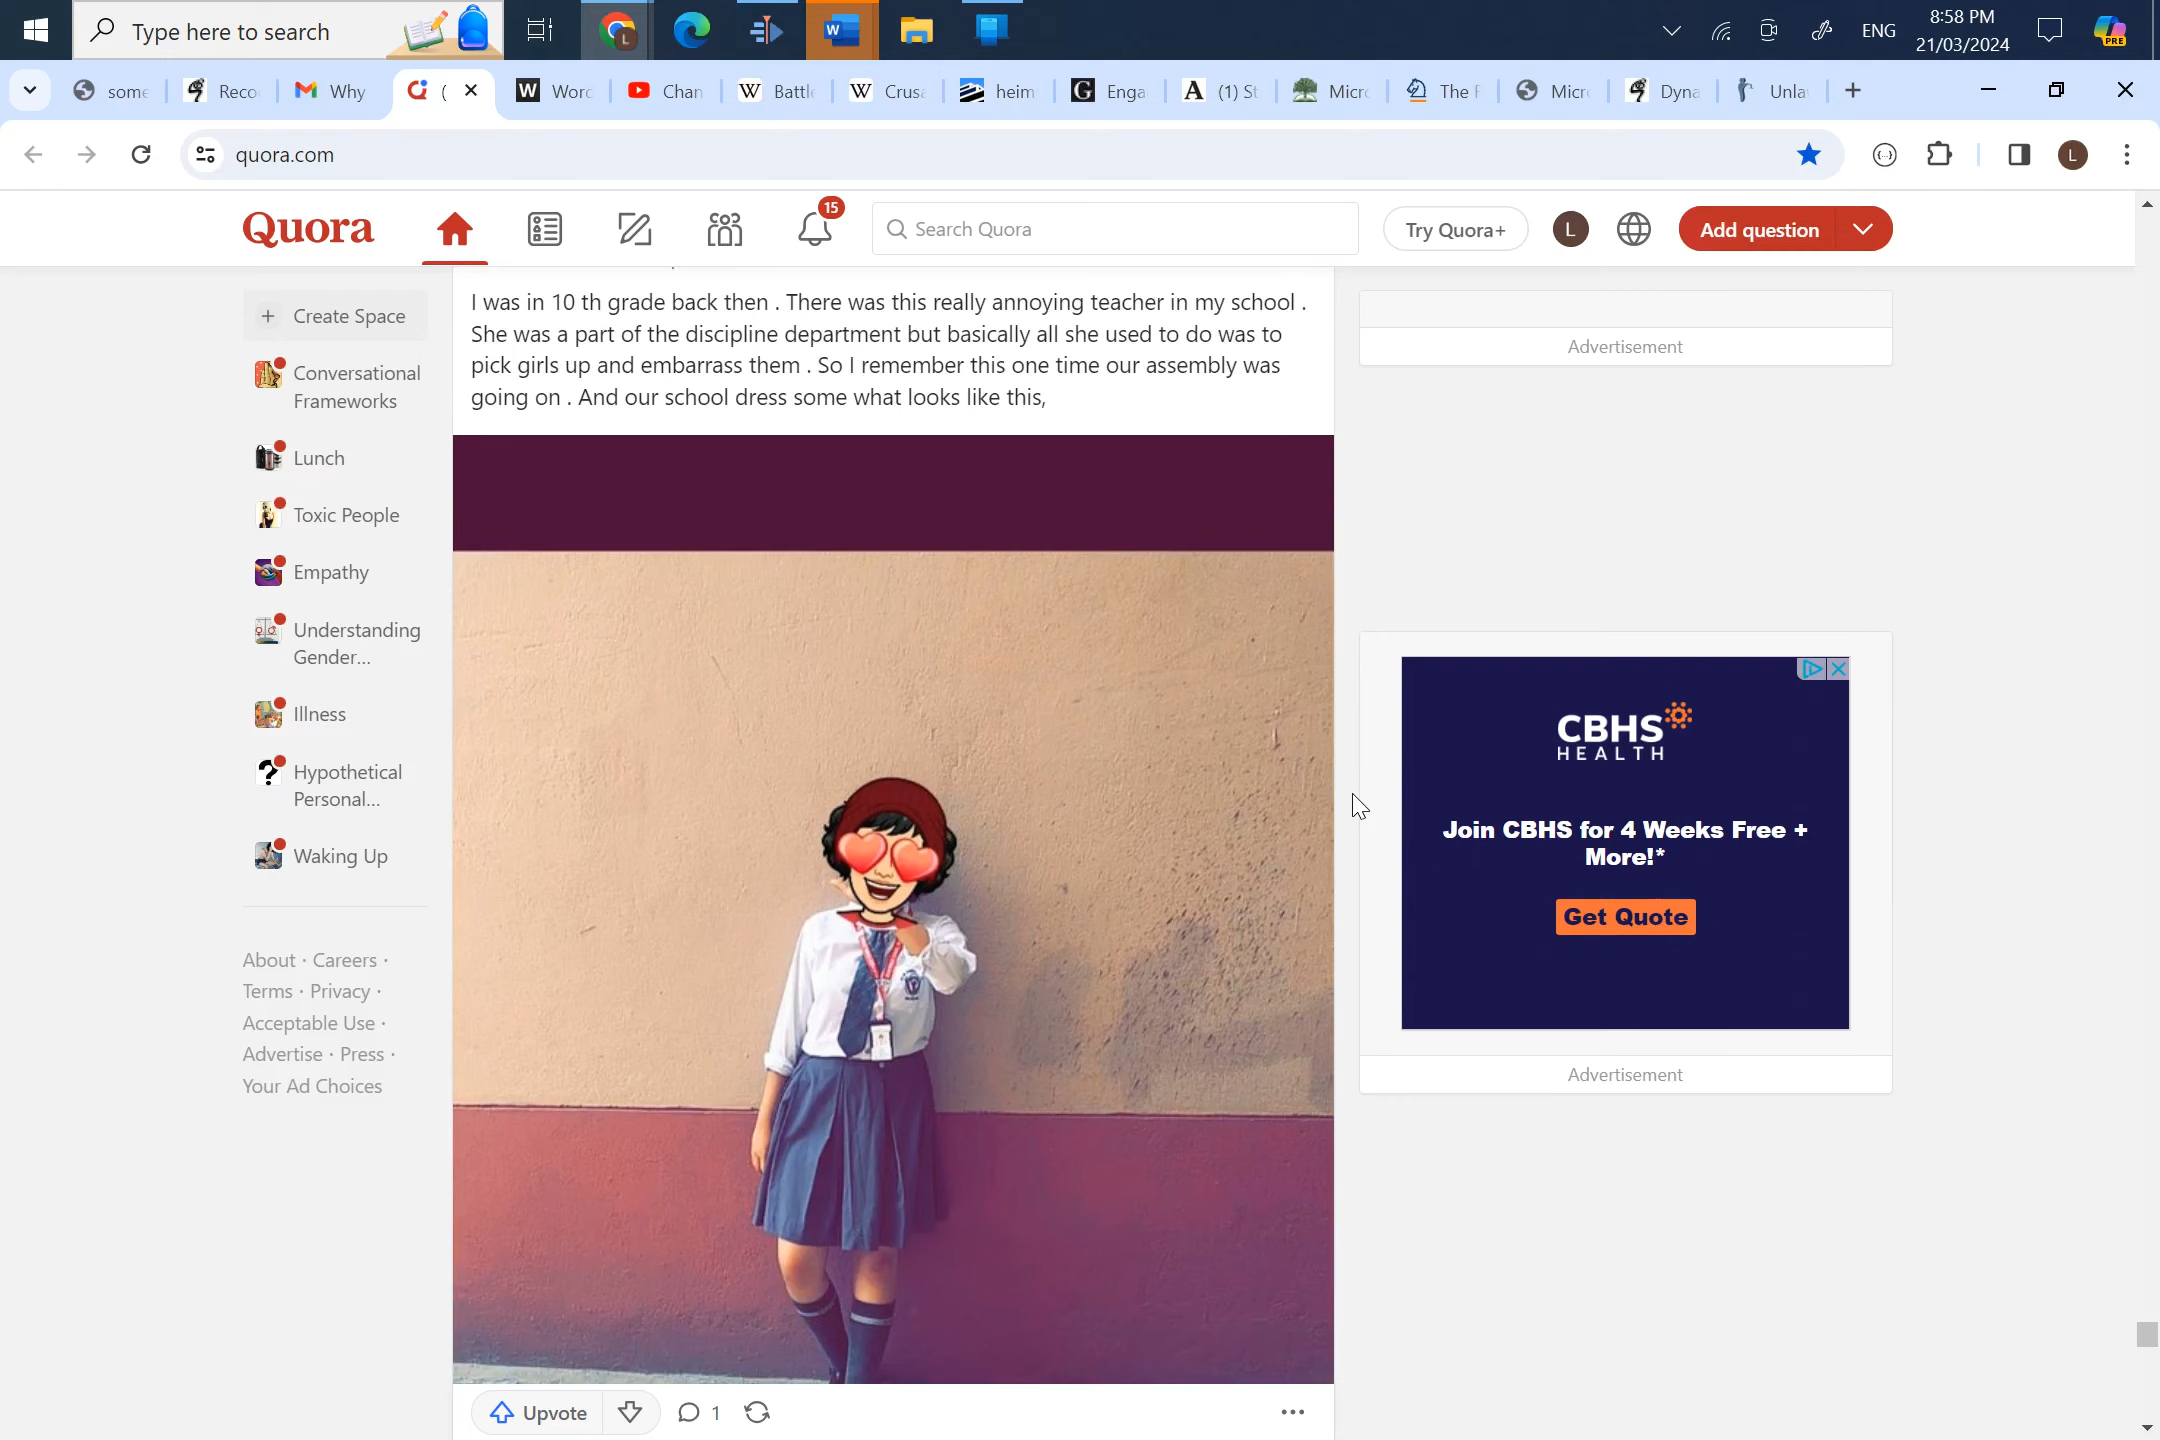 Type here to search
ENG
8:58 PM
21/03/2024
PRE
some
Reco
Why
(
Word
Chan
Battle
Crusa
heim
Enga
(1) St
Micro
The F
Micro
Dyna
Unla
quora.com
L
Quora
15
Search Quora
Try Quora+
L
Add question
Create Space
Conversational
Frameworks
Lunch
Toxic People
Empathy
Understanding
Gender...
Illness
Hypothetical
Personal...
Waking Up
About · Careers ·
Terms · Privacy ·
Acceptable Use ·
Advertise · Press ·
Your Ad Choices
I was in 10 th grade back then . There was this really annoying teacher in my school .
She was a part of the discipline department but basically all she used to do was to
pick girls up and embarrass them . So I remember this one time our assembly was
going on . And our school dress some what looks like this,
Upvote
1
Advertisement
CBHS
HEALTH
Join CBHS for 4 Weeks Free +
More!*
Get Quote
Advertisement